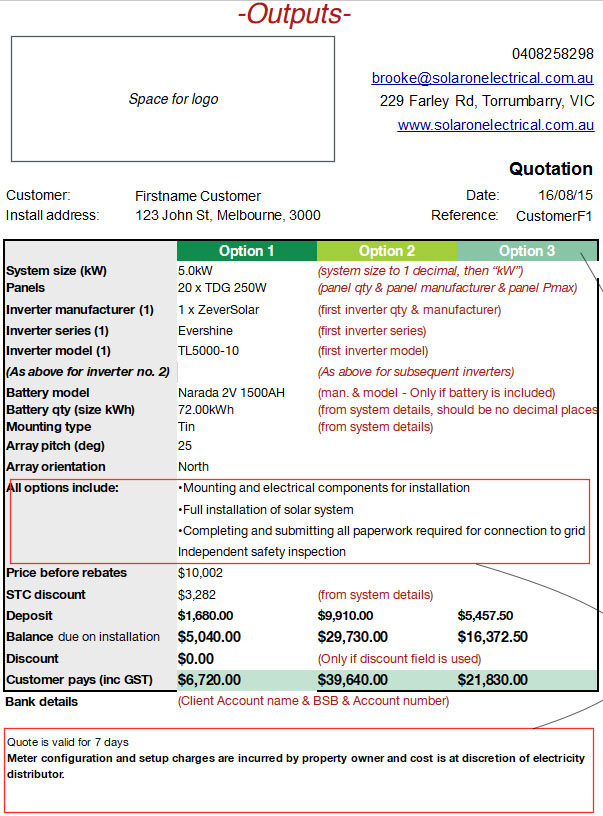 -Outputs-
Space for logo
0408258298
brooke@solaronelectrical.com.au
229 Farley Rd, Torrumbarry, VIC
www.solaronelectrical.com.au
Quotation
Customer: Firstname Customer Date: 16/08/15
Install address: 123 John St, Melbourne, 3000 Reference: CustomerF1
Option 1 Option 2 Option 3
System size (kW) 5.0kW (system size to 1 decimal, then “kW”)
Panels 20 x TDG 250W (panel qty & panel manufacturer & panel Pmax)
Inverter manufacturer (1) 1 x ZeverSolar (first inverter qty & manufacturer)
Inverter series (1) Evershine (first inverter series)
Inverter model (1) TL5000-10 (first inverter model)
(As above for inverter no. 2) (As above for subsequent inverters)
Battery model Narada 2V 1500AH (man. & model - Only if battery is included)
Battery qty (size kWh) 72.00kWh (from system details, should be no decimal places
Mounting type Tin (from system details)
Array pitch (deg) 25
Array orientation North
All options include: •Mounting and electrical components for installation
•Full installation of solar system
•Completing and submitting all paperwork required for connection to grid
Independent safety inspection
Price before rebates $10,002
STC discount $3,282 (from system details)
Deposit $1,680.00 $9,910.00 $5,457.50
Balance due on installation $5,040.00 $29,730.00 $16,372.50
Discount $0.00 (Only if discount field is used)
Customer pays (inc GST) $6,720.00 $39,640.00 $21,830.00
Bank details (Client Account name & BSB & Account number)
Quote is valid for 7 days
Meter configuration and setup charges are incurred by property owner and cost is at discretion of electricity
distributor.